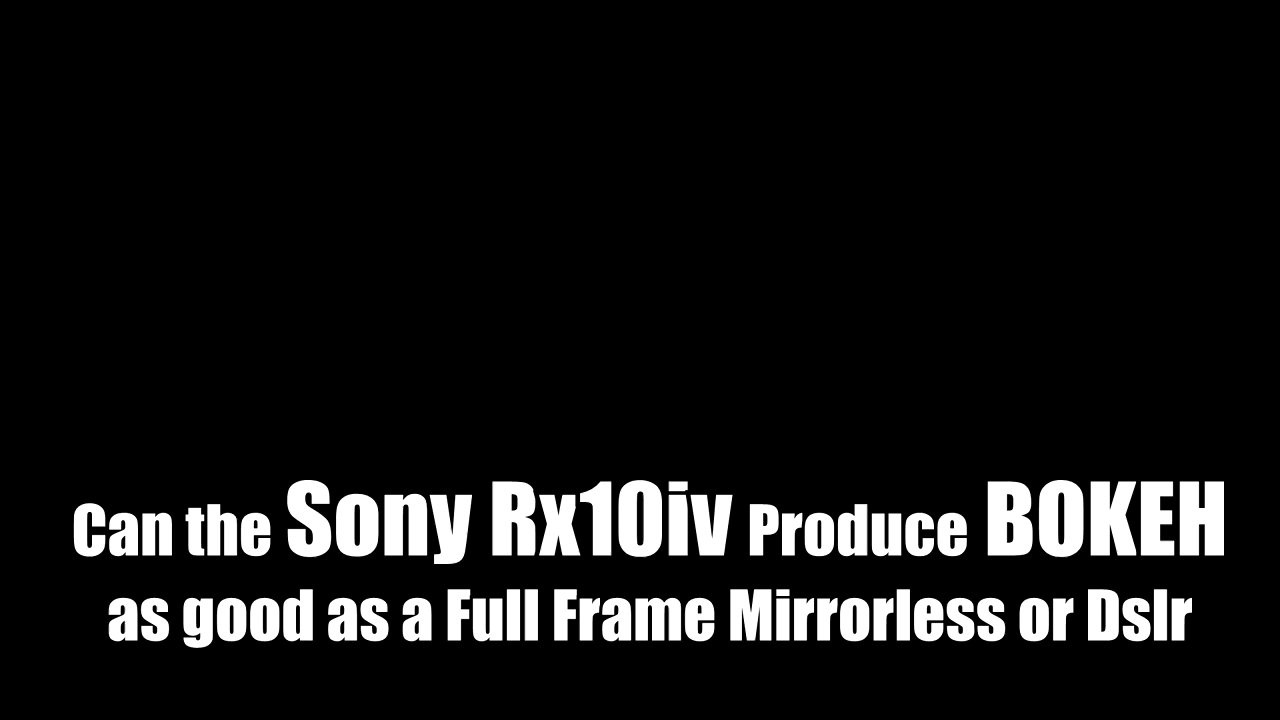 Can the Sony Rx10iv Produce BOKEH
as good as a Full Frame Mirrorless or Dslr